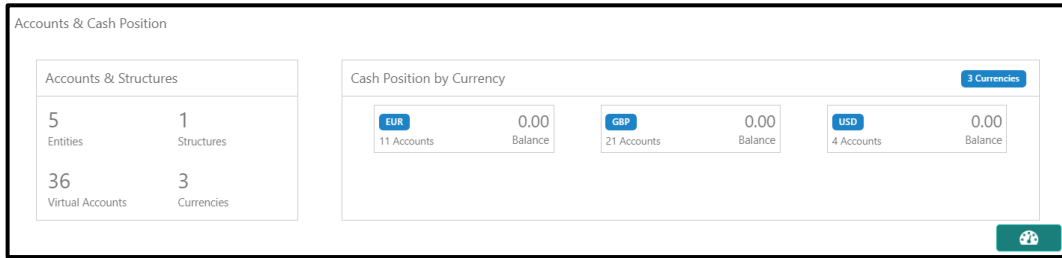 Accounts & Cash Position
Accounts & Structures
5 1
Entities Structures
36 3
Virtual Accounts Currencies
Cash Position by Currency 3 Currencies
EUR 0.00 GBP 0.00 USD 0.00
11 Accounts Balance 21 Accounts Balance 4 Accounts Balance